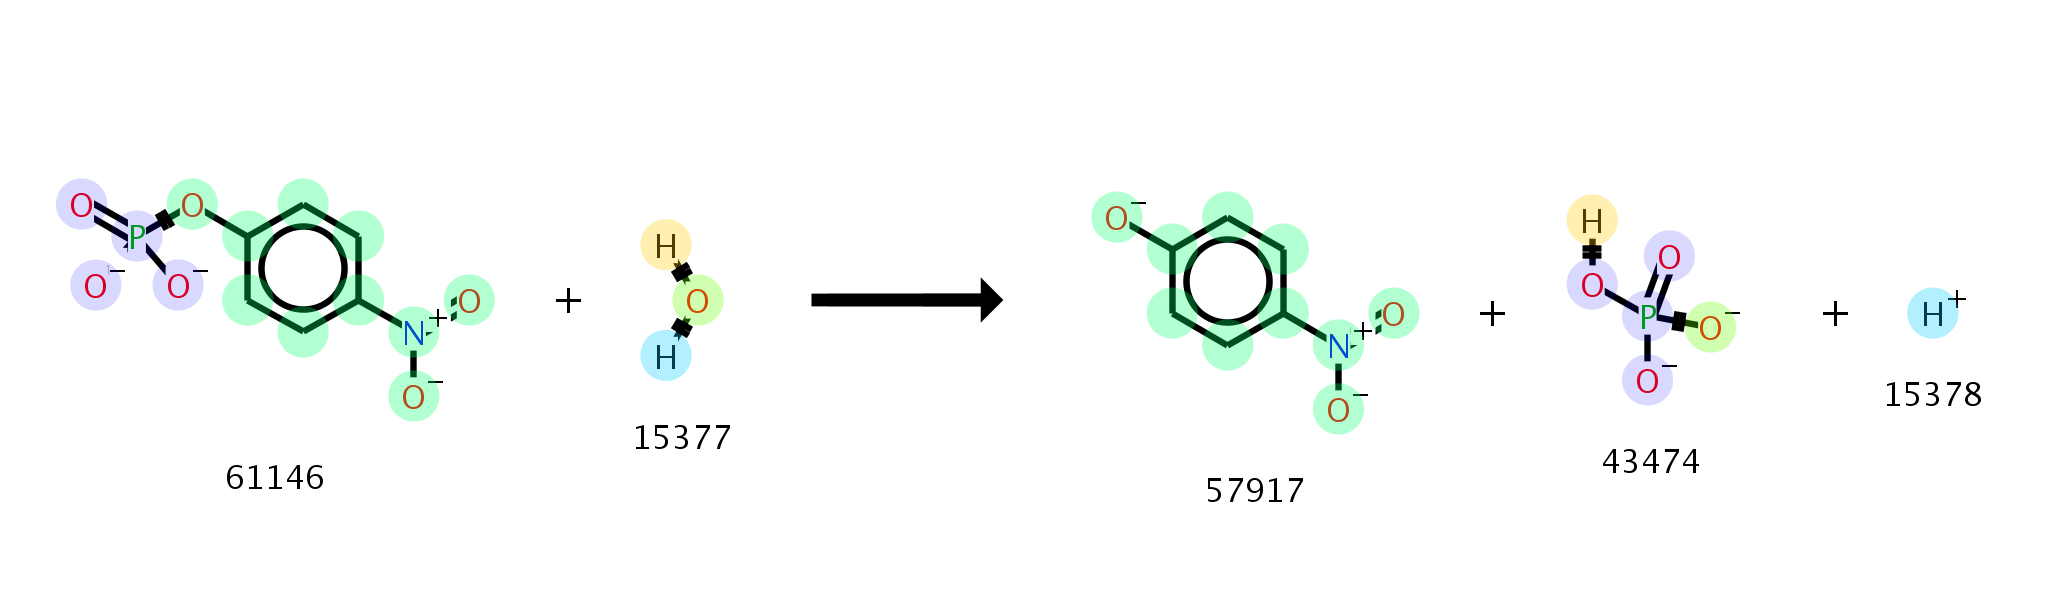 O O H O⁻ H O
P N⁺ O + O N⁺ O + O P O⁻ + H⁺
O⁻ O⁻ O⁻ H O⁻ O⁻
61146
15377
57917
43474
15378